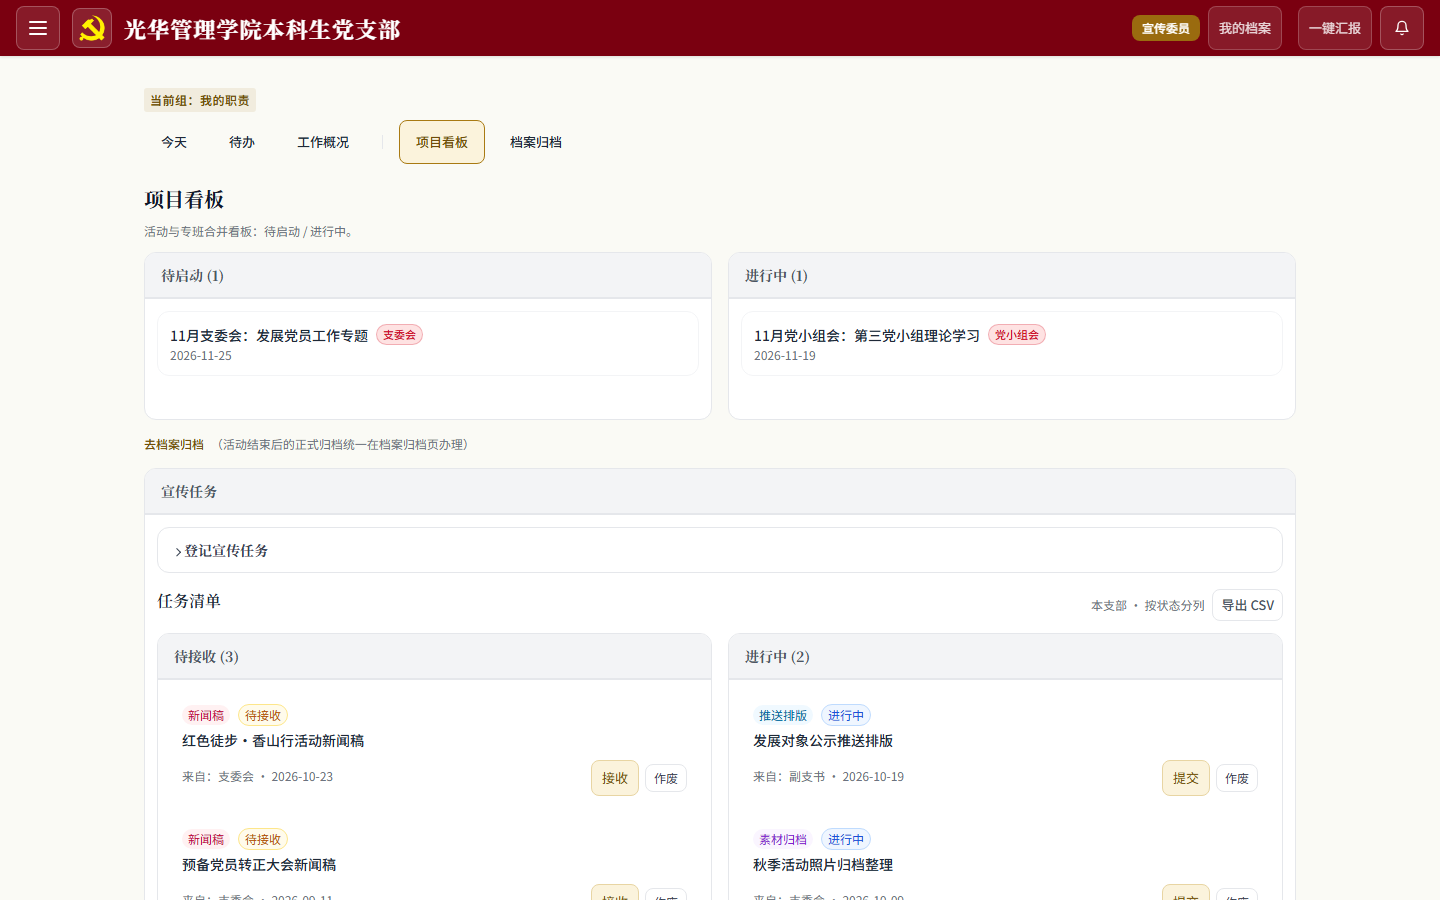 光华管理学院本科生党支部
宣传委员
我的档案
一键汇报
当前组：我的职责
今天
待办
工作概况
项目看板
档案归档
项目看板
活动与专班合并看板：待启动 / 进行中。
待启动 (1)
11月支委会：发展党员工作专题 支委会
2026-11-25
进行中 (1)
11月党小组会：第三党小组理论学习 党小组会
2026-11-19
去档案归档 （活动结束后的正式归档统一在档案归档页办理）
宣传任务
登记宣传任务
任务清单
本支部 · 按状态分列 导出 CSV
待接收 (3)
新闻稿 待接收
红色徒步·香山行活动新闻稿
来自：支委会 · 2026-10-23
接收 作废
新闻稿 待接收
预备党员转正大会新闻稿
进行中 (2)
推送排版 进行中
发展对象公示推送排版
来自：副支书 · 2026-10-19
提交 作废
素材归档 进行中
秋季活动照片归档整理